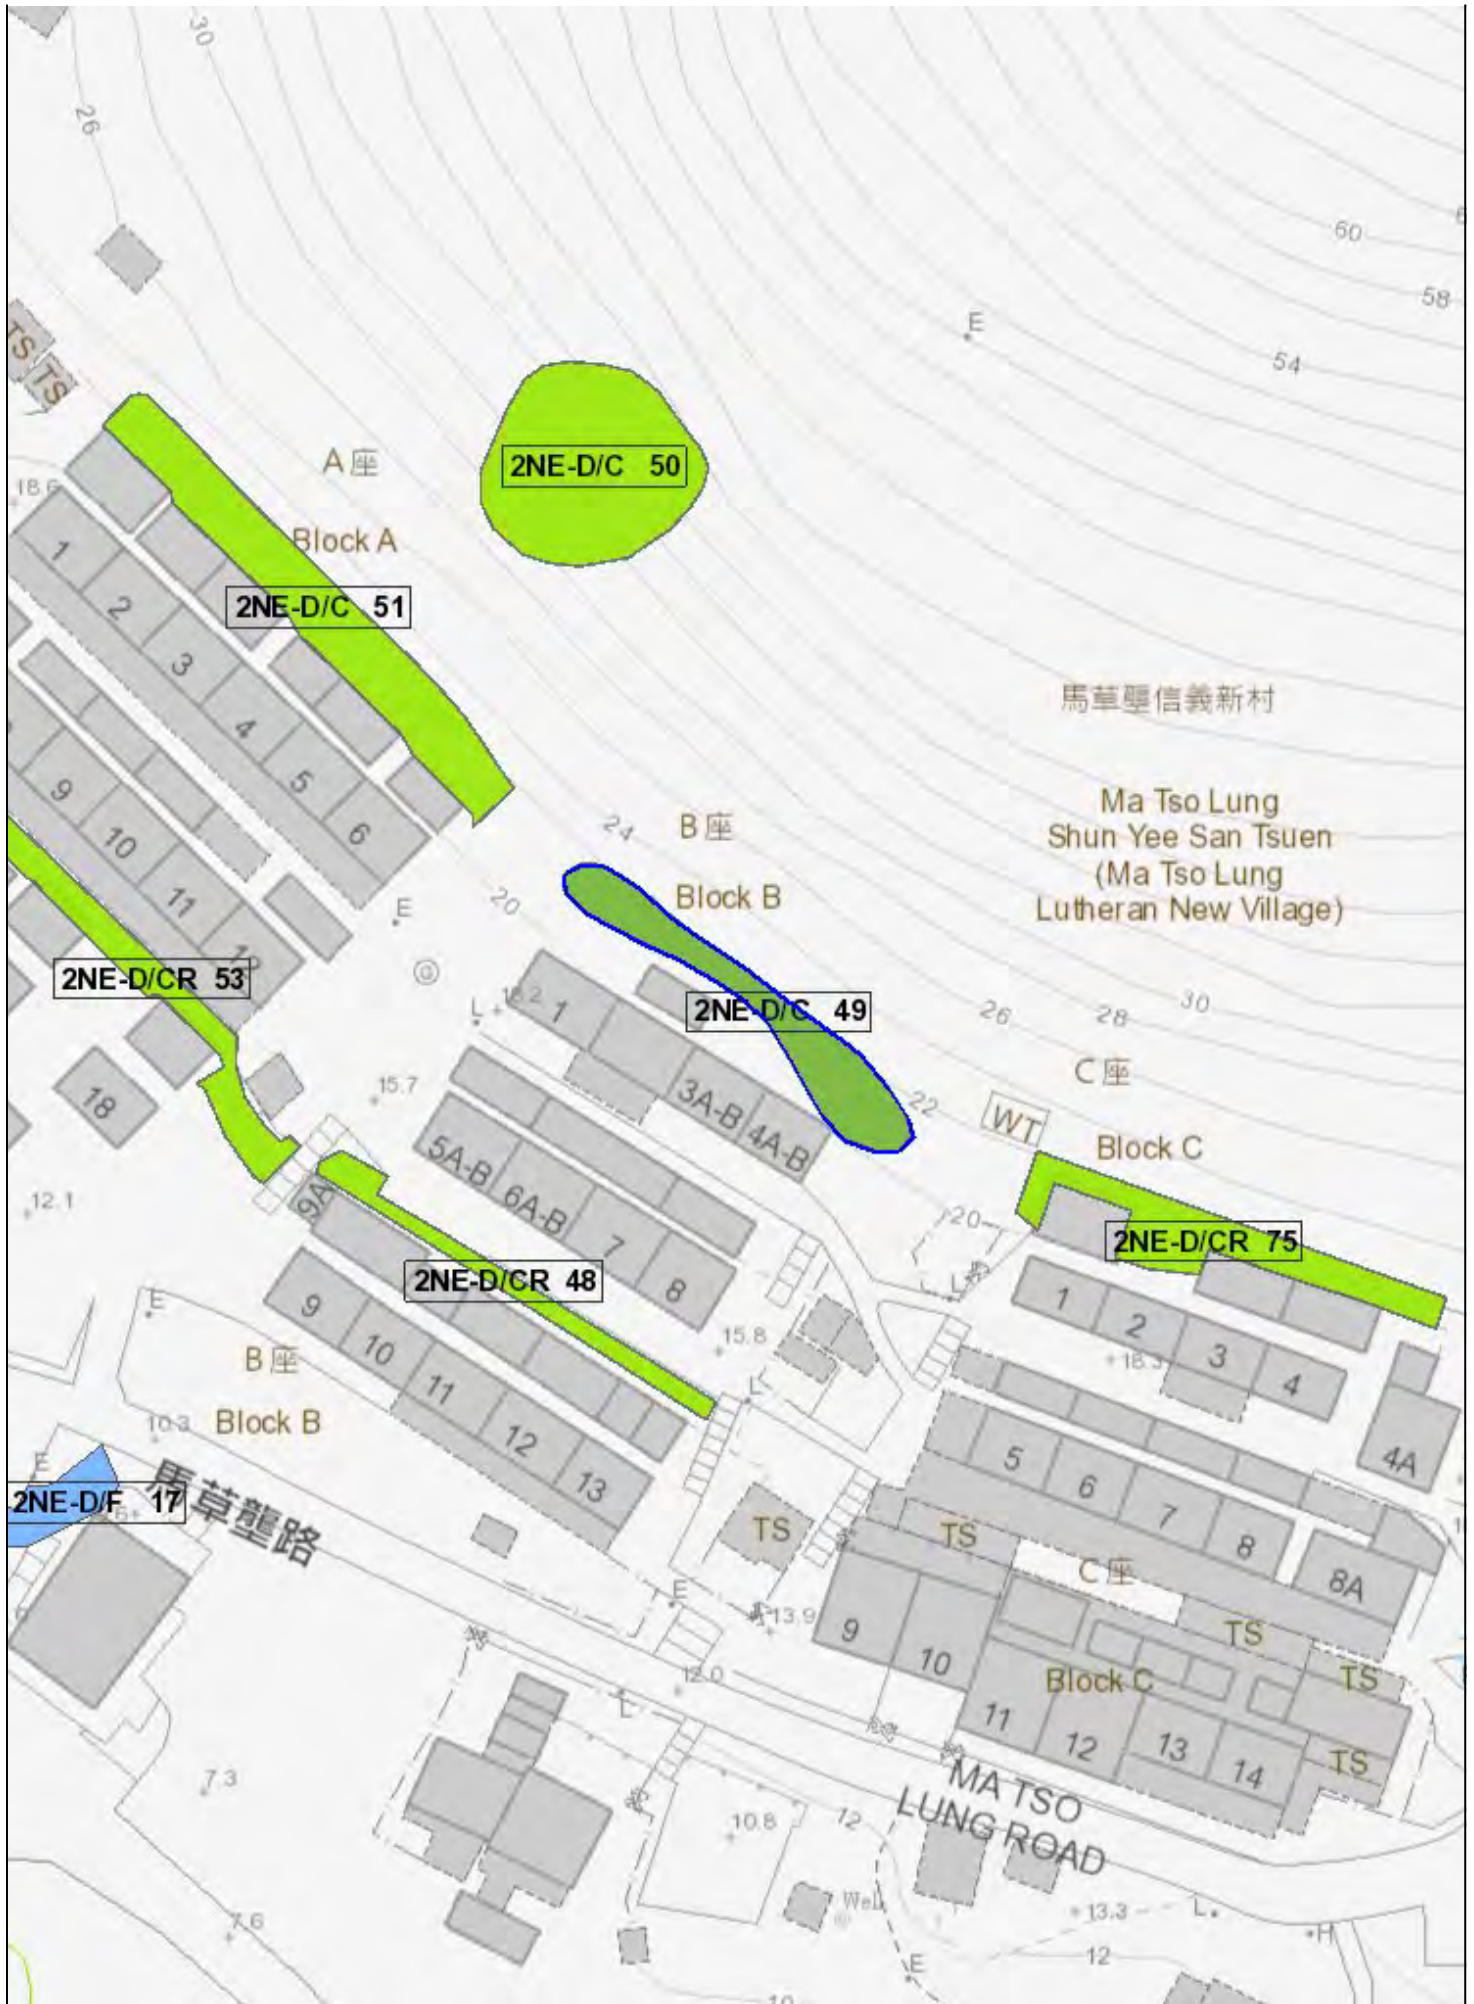 30
26
60
58
54
E
TS
TS
A座
2NE-D/C 50
18.6
Block A
1
2NE-D/C 51
2
3
馬草壟信義新村
4
5
9
6
Ma Tso Lung
Shun Yee San Tsuen
(Ma Tso Lung
Lutheran New Village)
24
B座
10
Block B
20
11
E
12
2NE-D/CR 53
18.2
1
L
2NE-D/C 49
26
28
30
C座
15.7
3A-B
4A-B
22
WT
18
5A-B
6A-B
Block C
9A
12.1
7
20
2NE-D/CR 75
8
2NE-D/CR 48
L
E
9
1
2
15.8
10
3
18.3
B座
4
11
L
Block B
10.3
12
5
4A
E
13
6
馬草壟路
2NE-D/F 17
7
TS
TS
8
C座
8A
E
13.9
9
TS
10
12.0
Block C
TS
L
11
12
13
14
TS
7.3
MA TSO
LUNG ROAD
10.8
12
Well
7.6
13.3
L
H
12
E
10